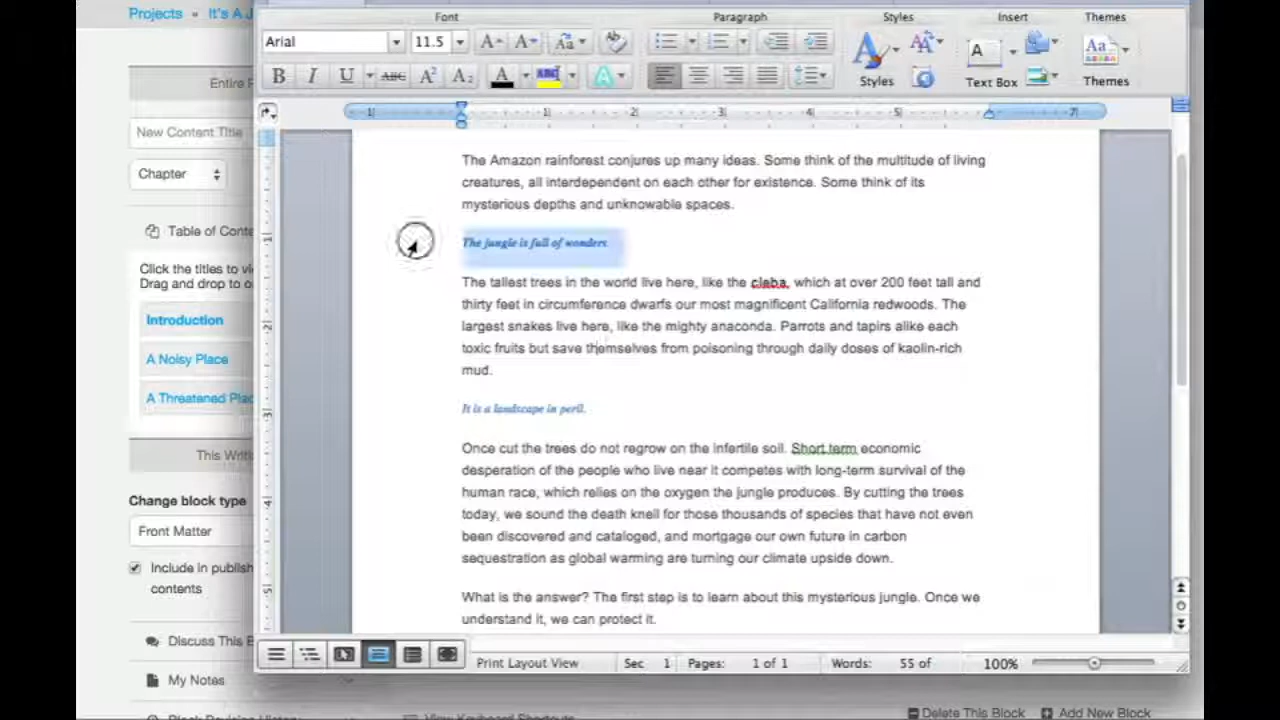 Projects » It's A J
Entire
New Content Title
Chapter
Table of Conte
Click the titles to vi
Drag and drop to o
Introduction
A Noisy Place
A Threatened Plac
This Writi
Change block type
Front Matter
Include in publis
contents
Discuss This B
My Notes
Font Paragraph Styles Insert Themes
Arial 11.5
Styles Text Box Themes
The Amazon rainforest conjures up many ideas. Some think of the multitude of living
creatures, all interdependent on each other for existence. Some think of its
mysterious depths and unknowable spaces.
The jungle is full of wonders
The tallest trees in the world live here, like the cieba, which at over 200 feet tall and
thirty feet in circumference dwarfs our most magnificent California redwoods. The
largest snakes live here, like the mighty anaconda. Parrots and tapirs alike each
toxic fruits but save themselves from poisoning through daily doses of kaolin-rich
mud.
It is a landscape in peril.
Once cut the trees do not regrow on the infertile soil. Short term economic
desperation of the people who live near it competes with long-term survival of the
human race, which relies on the oxygen the jungle produces. By cutting the trees
today, we sound the death knell for those thousands of species that have not even
been discovered and cataloged, and mortgage our own future in carbon
sequestration as global warming are turning our climate upside down.
What is the answer? The first step is to learn about this mysterious jungle. Once we
understand it, we can protect it.
Print Layout View Sec 1 Pages: 1 of 1 Words: 55 of 100%
Delete This Block Add New Block